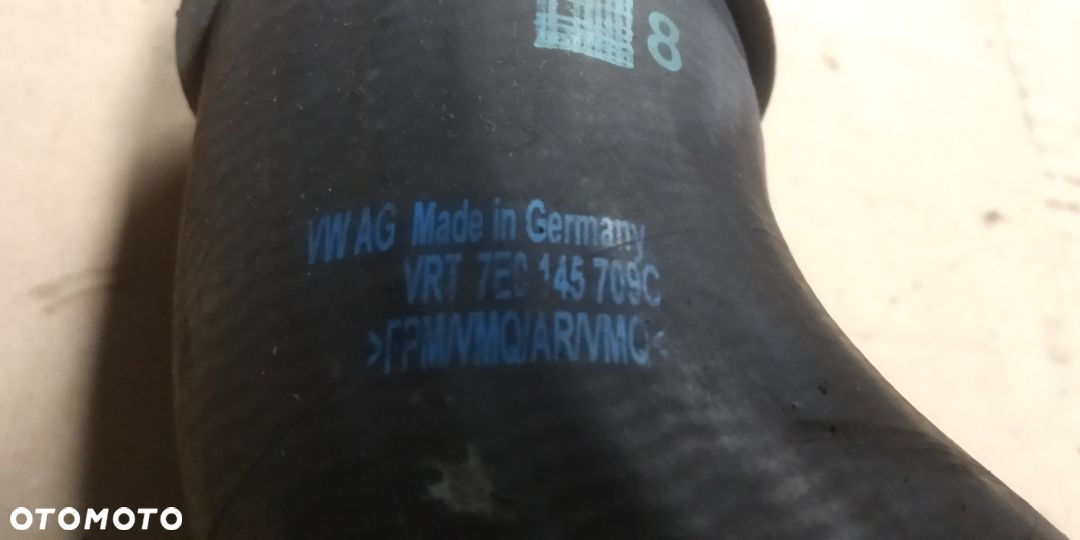 8
VW AG Made in Germany
VRT 7E0 145 709C
>FPM/VMQ/AR/VMQ<
OTOMOTO